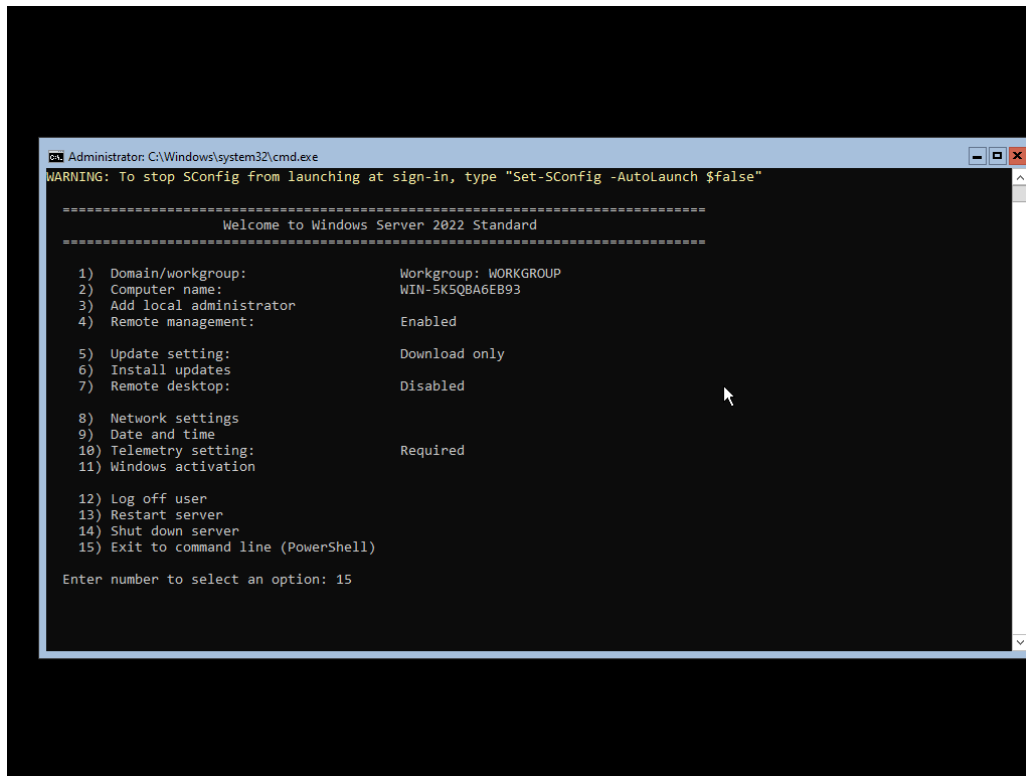 Administrator: C:\Windows\system32\cmd.exe
WARNING: To stop SConfig from launching at sign-in, type "Set-SConfig -AutoLaunch $false"
================================================================================
Welcome to Windows Server 2022 Standard
================================================================================
1) Domain/workgroup: Workgroup: WORKGROUP
2) Computer name: WIN-5K5QBA6EB93
3) Add local administrator
4) Remote management: Enabled
5) Update setting: Download only
6) Install updates
7) Remote desktop: Disabled
8) Network settings
9) Date and time
10) Telemetry setting: Required
11) Windows activation
12) Log off user
13) Restart server
14) Shut down server
15) Exit to command line (PowerShell)
Enter number to select an option: 15